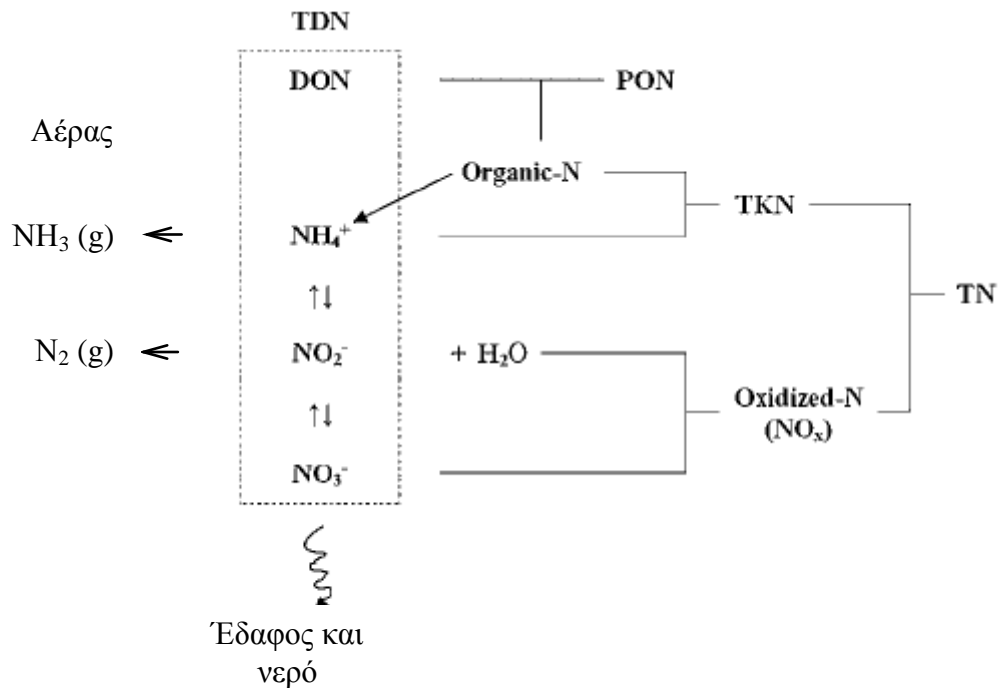 TDN
DON PON
Αέρας
Organic-N
TKN
NH₃ (g) NH₄⁺
↑↓ TN
N₂ (g) NO₂⁻ + H₂O
↑↓ Oxidized-N
(NOₓ)
NO₃⁻
Έδαφος και
νερό